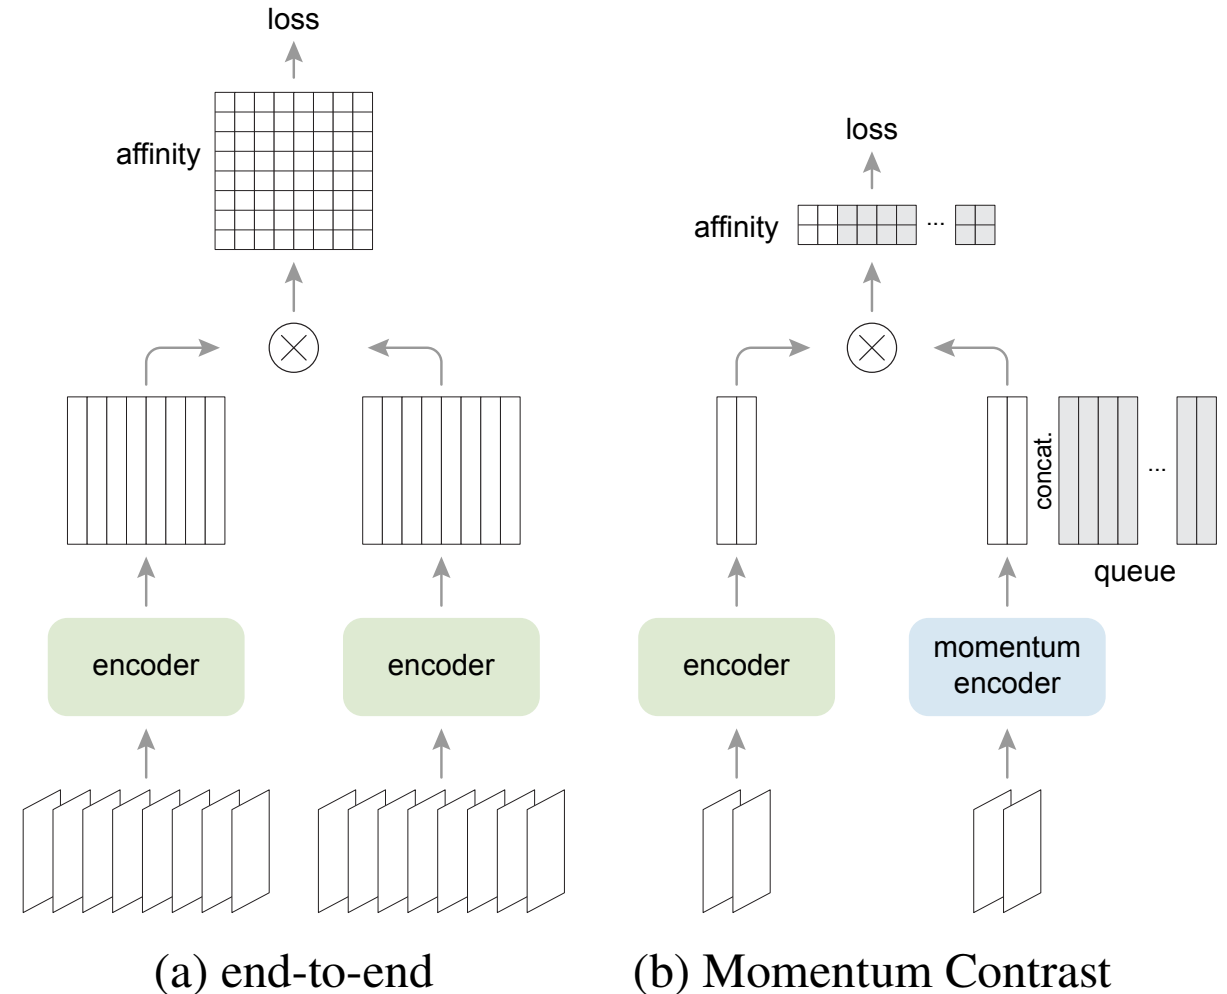 loss
affinity
encoder
encoder
(a) end-to-end
loss
affinity
...
concat.
...
queue
encoder
momentum
encoder
(b) Momentum Contrast